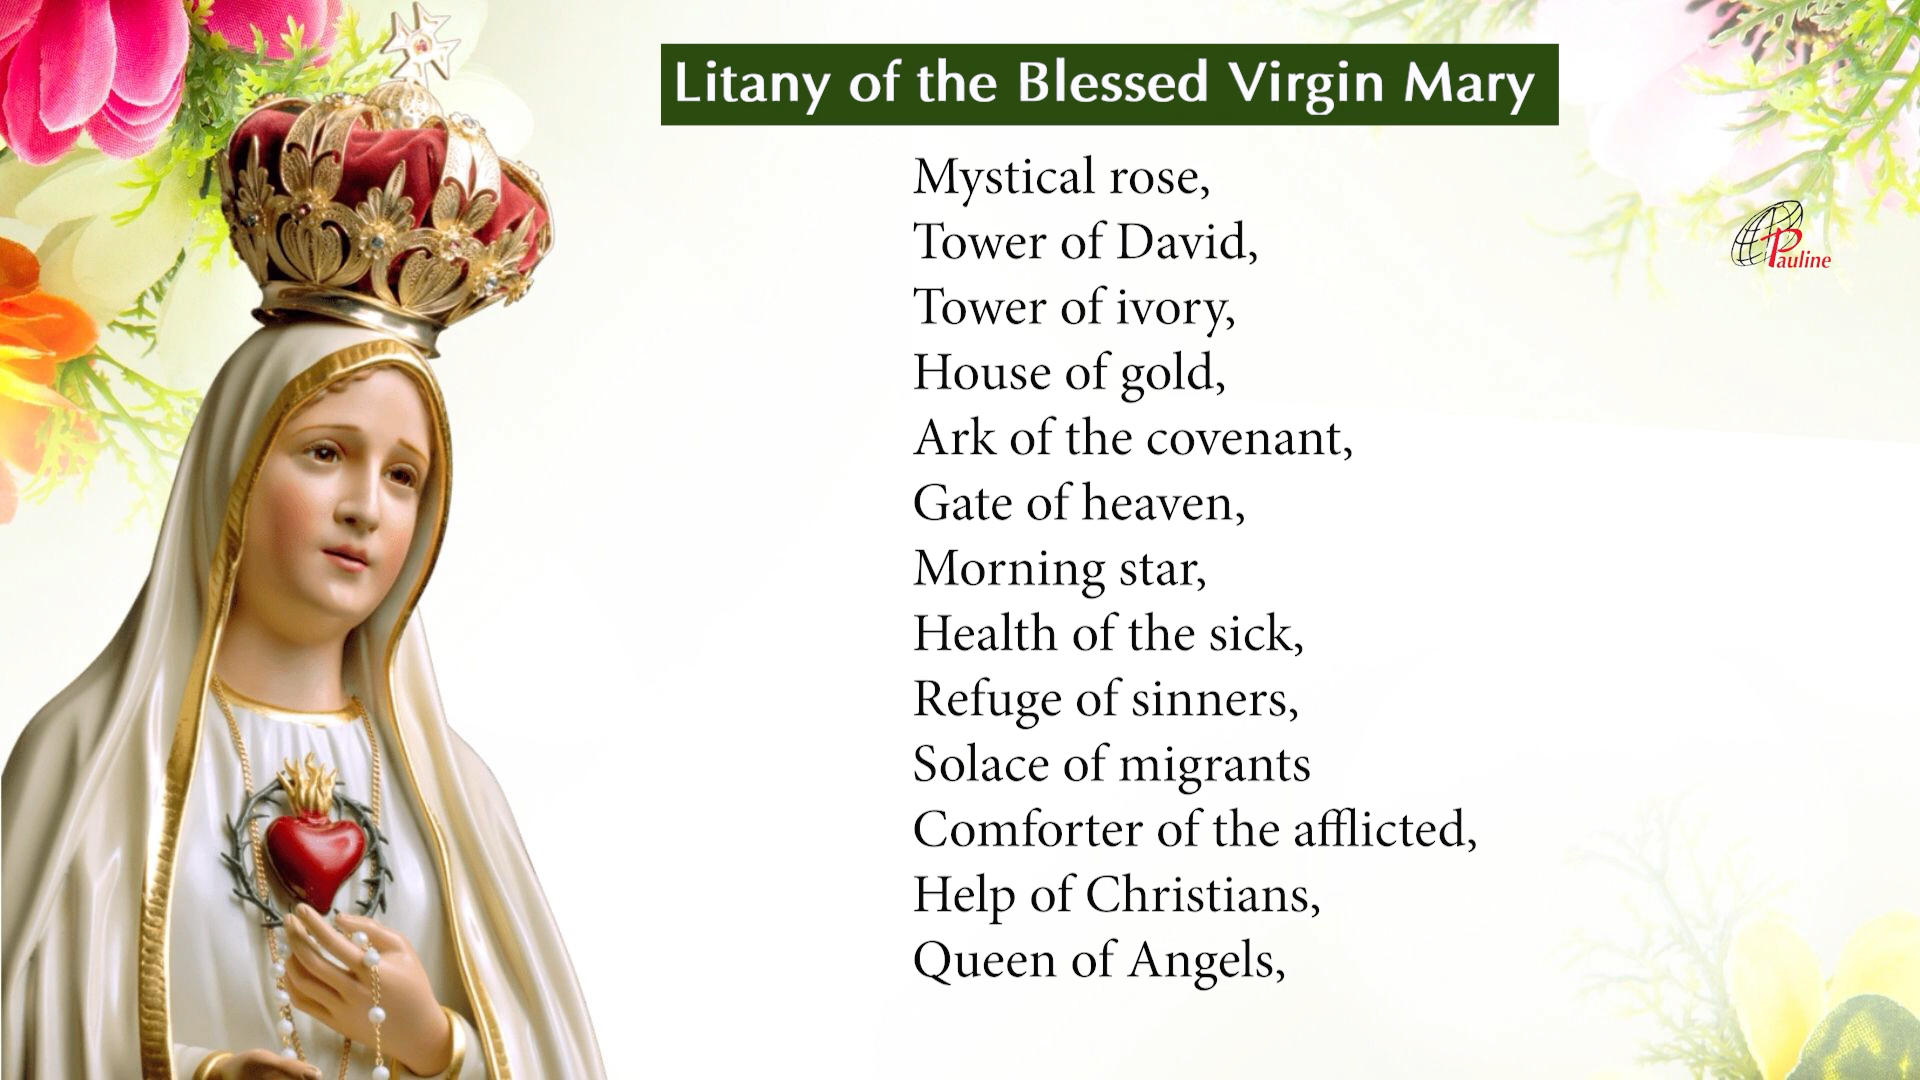 Litany of the Blessed Virgin Mary
Mystical rose,
Tower of David,
Tower of ivory,
House of gold,
Ark of the covenant,
Gate of heaven,
Morning star,
Health of the sick,
Refuge of sinners,
Solace of migrants
Comforter of the afflicted,
Help of Christians,
Queen of Angels,
Pauline